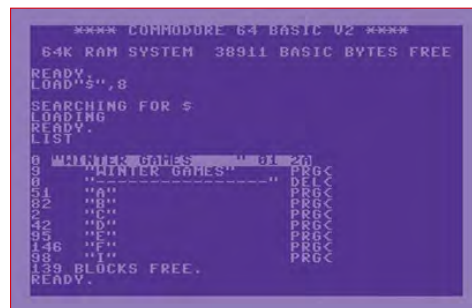 **** COMMODORE 64 BASIC V2 ****
64K RAM SYSTEM 38911 BASIC BYTES FREE
READY.
LOAD"$",8
SEARCHING FOR $
LOADING
READY.
LIST
0 "WINTER GAMES " 01 2A
9 "WINTER GAMES" PRG<
0 "----------------" DEL<
51 "A" PRG<
82 "B" PRG<
2 "C" PRG<
42 "D" PRG<
95 "E" PRG<
146 "F" PRG<
98 "I" PRG<
139 BLOCKS FREE.
READY.